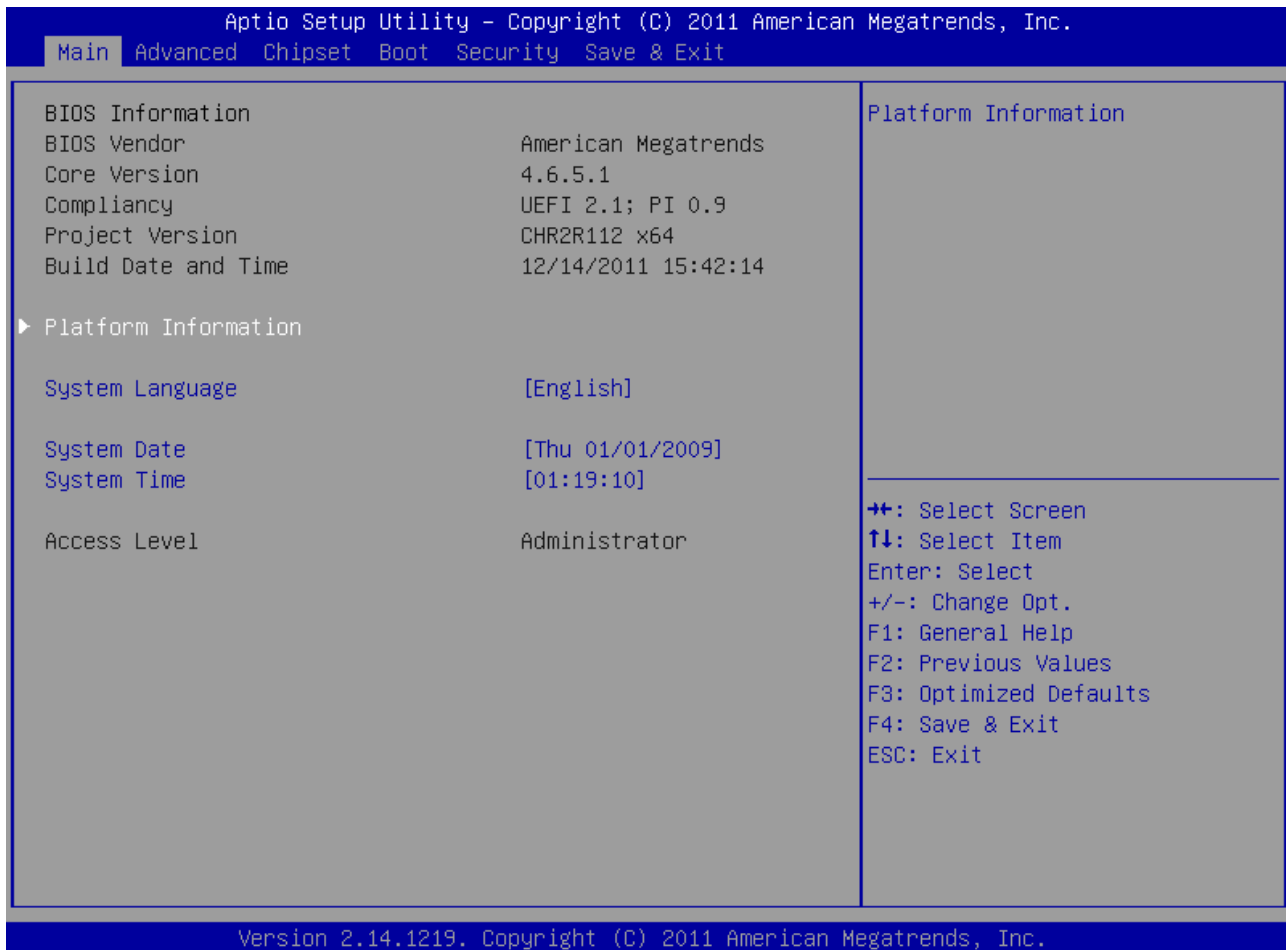 Aptio Setup Utility – Copyright (C) 2011 American Megatrends, Inc.
Main Advanced Chipset Boot Security Save & Exit
BIOS Information
BIOS Vendor American Megatrends
Core Version 4.6.5.1
Compliancy UEFI 2.1; PI 0.9
Project Version CHR2R112 x64
Build Date and Time 12/14/2011 15:42:14
▶ Platform Information
System Language [English]
System Date [Thu 01/01/2009]
System Time [01:19:10]
Access Level Administrator
Platform Information
→←: Select Screen
↑↓: Select Item
Enter: Select
+/-: Change Opt.
F1: General Help
F2: Previous Values
F3: Optimized Defaults
F4: Save & Exit
ESC: Exit
Version 2.14.1219. Copyright (C) 2011 American Megatrends, Inc.